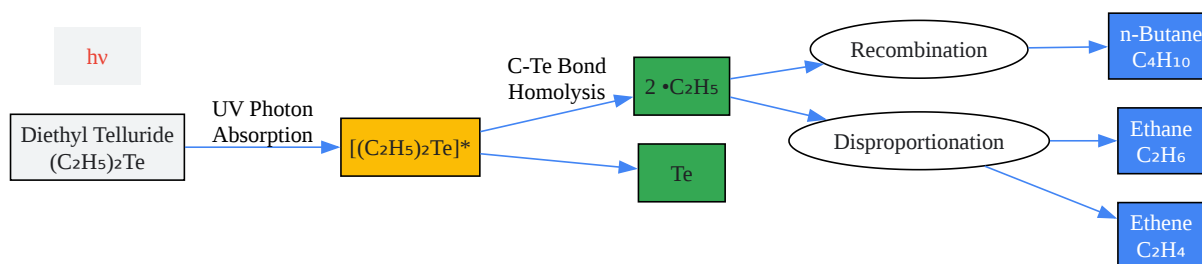 hν
Diethyl Telluride
(C₂H₅)₂Te
UV Photon
Absorption
[(C₂H₅)₂Te]*
C-Te Bond
Homolysis
2 •C₂H₅
Te
Recombination
Disproportionation
n-Butane
C₄H₁₀
Ethane
C₂H₆
Ethene
C₂H₄